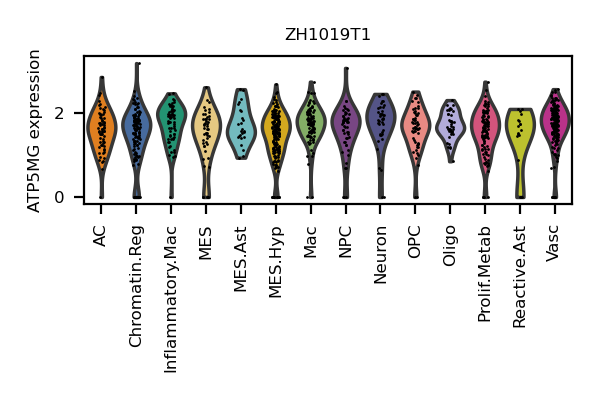 ZH1019T1
ATP5MG expression
2
0
AC
Chromatin.Reg
Inflammatory.Mac
MES
MES.Ast
MES.Hyp
Mac
NPC
Neuron
OPC
Oligo
Prolif.Metab
Reactive.Ast
Vasc